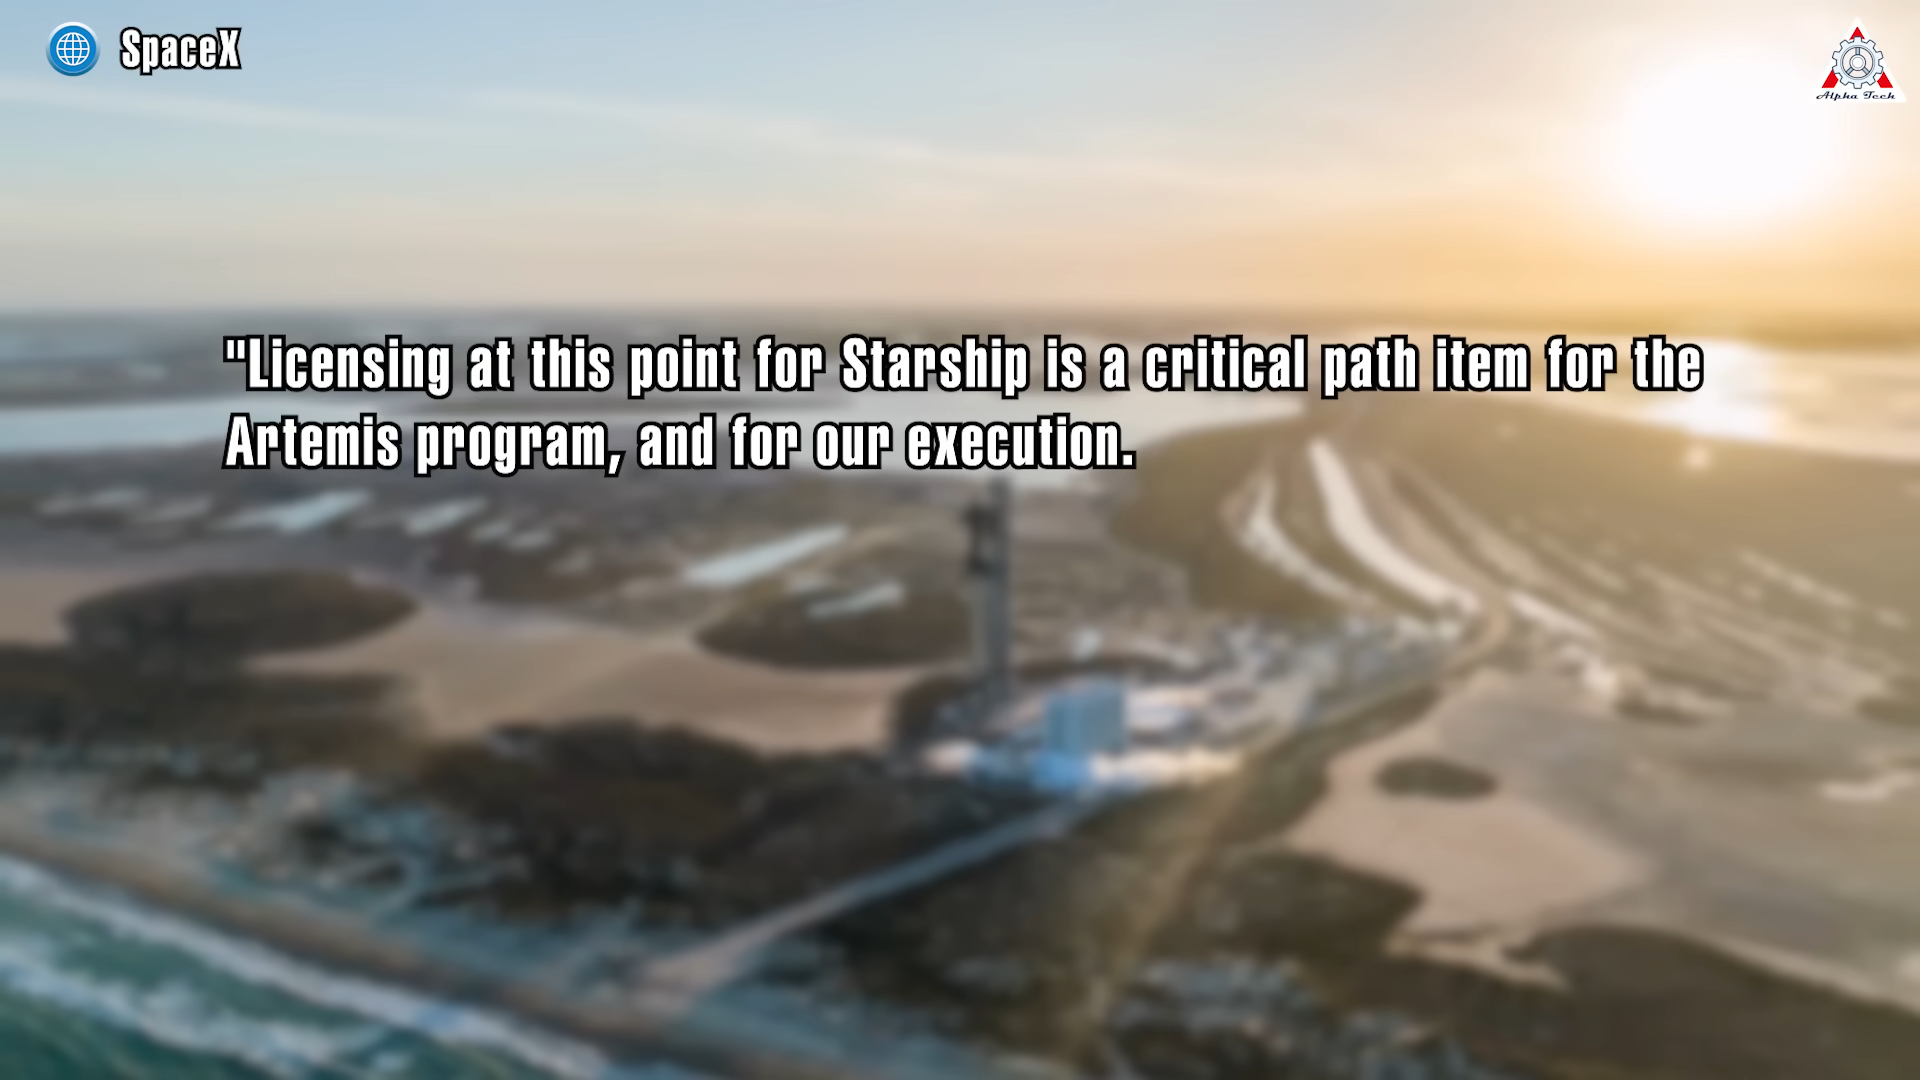 SpaceX
Alpha Tech
"Licensing at this point for Starship is a critical path item for the
Artemis program, and for our execution.